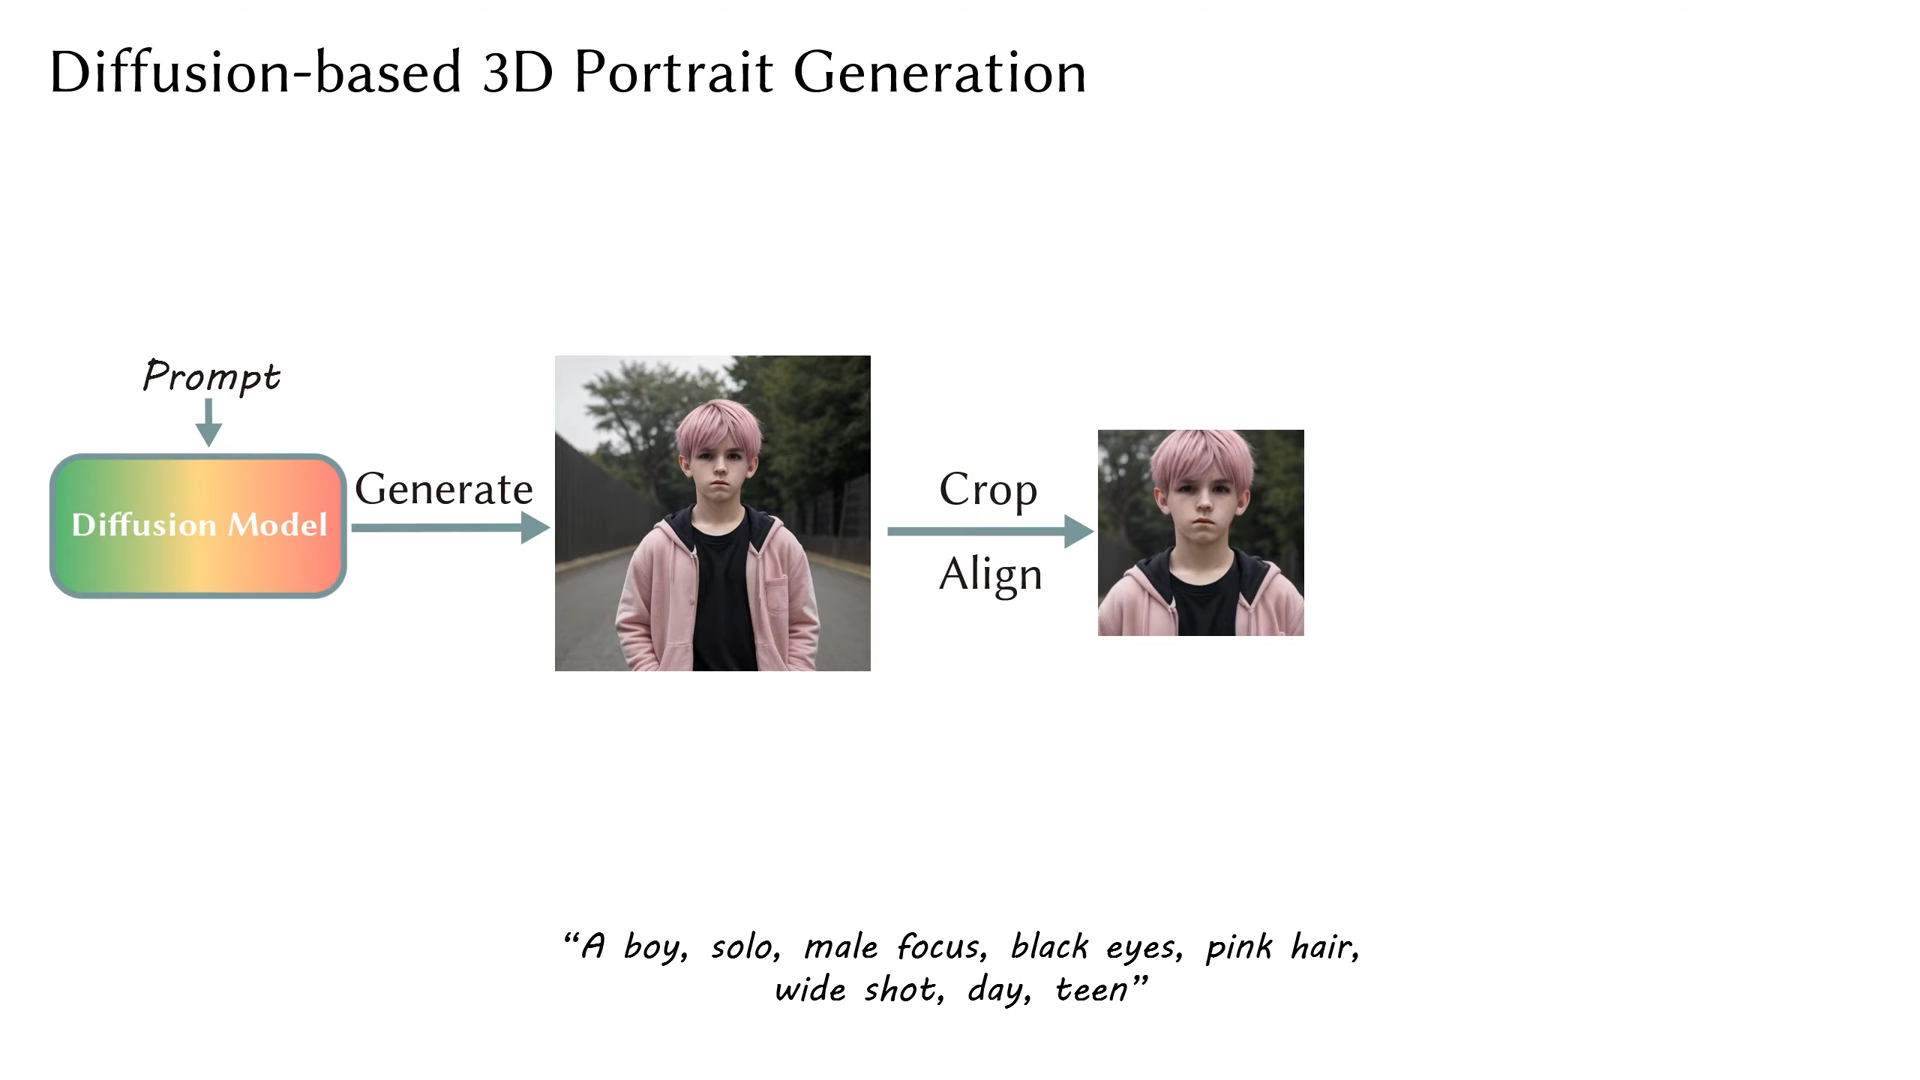 Diffusion-based 3D Portrait Generation
Prompt
Diffusion Model
Generate
Crop
Align
“A boy, solo, male focus, black eyes, pink hair,
wide shot, day, teen”